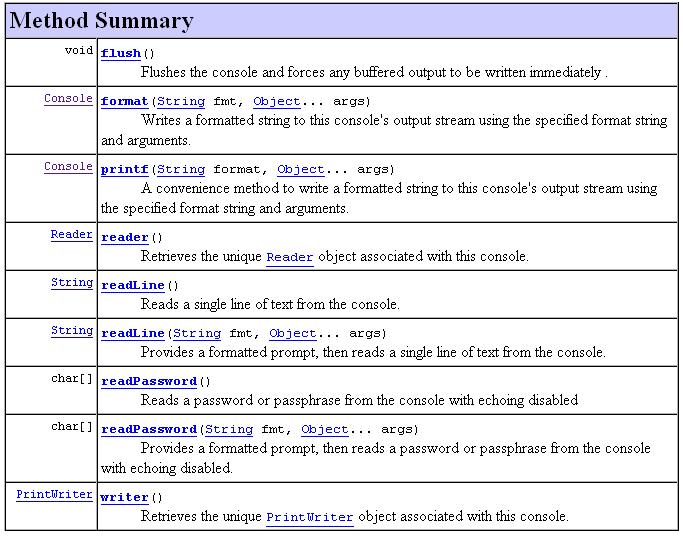 Method Summary
void flush()
Flushes the console and forces any buffered output to be written immediately .
Console format(String fmt, Object... args)
Writes a formatted string to this console's output stream using the specified format string
and arguments.
Console printf(String format, Object... args)
A convenience method to write a formatted string to this console's output stream using
the specified format string and arguments.
Reader reader()
Retrieves the unique Reader object associated with this console.
String readLine()
Reads a single line of text from the console.
String readLine(String fmt, Object... args)
Provides a formatted prompt, then reads a single line of text from the console.
char[] readPassword()
Reads a password or passphrase from the console with echoing disabled
char[] readPassword(String fmt, Object... args)
Provides a formatted prompt, then reads a password or passphrase from the console
with echoing disabled.
PrintWriter writer()
Retrieves the unique PrintWriter object associated with this console.